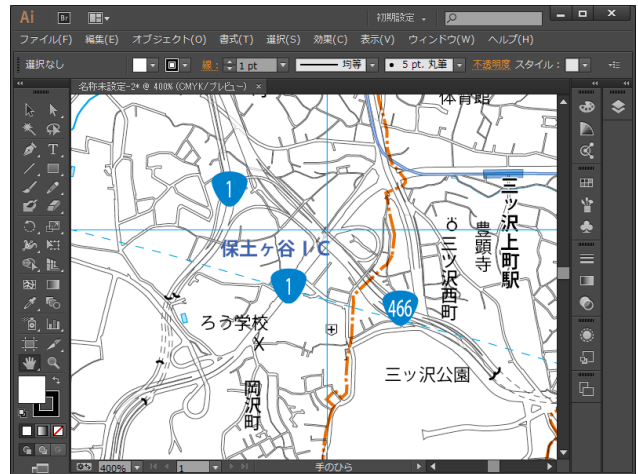 Ai Br 初期設定
ファイル(F) 編集(E) オブジェクト(O) 書式(T) 選択(S) 効果(C) 表示(V) ウィンドウ(W) ヘルプ(H)
選択なし 線： 1 pt 均等 5 pt. 丸筆 不透明度 スタイル：
名称未設定-2* @ 400% (CMYK/プレビュー) ×
体育館
1
三ッ沢上町駅
豊顕寺
三ツ沢西町
保土ヶ谷ＩＣ
1
466
ろう学校
三ッ沢公園
岡沢町
400% 1 手のひら